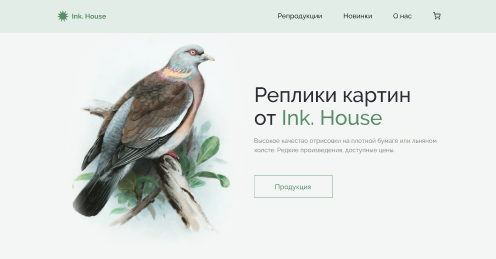 Ink. House
Репродукции
Новинки
О нас
Реплики картин
от Ink. House
Высокое качество отрисовки на плотной бумаге или льняном
холсте. Редкие произведения, доступные цены.
Продукция